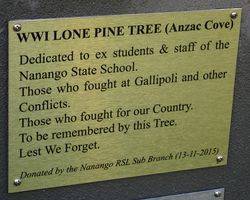 WWI LONE PINE TREE (Anzac Cove)
Dedicated to ex students & staff of the
Nanango State School.
Those who fought at Gallipoli and other
Conflicts.
Those who fought for our Country.
To be remembered by this Tree.
Lest We Forget.
Donated by the Nanango RSL Sub Branch (13-11-2015)